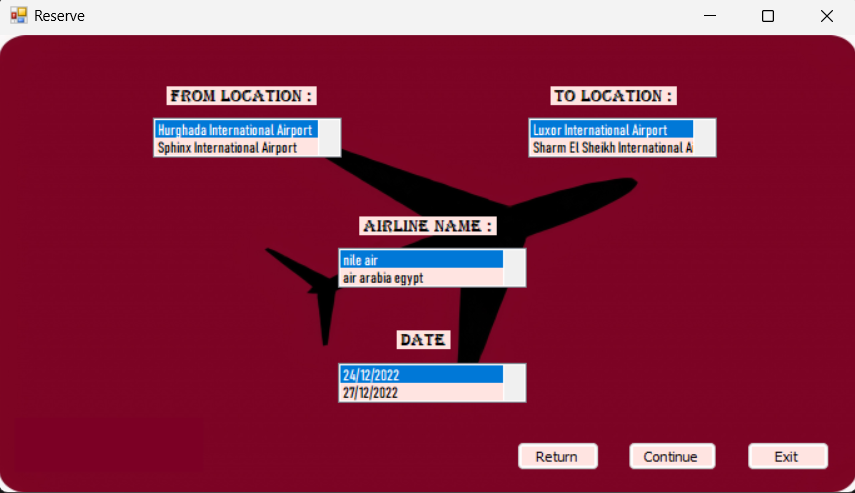 Reserve
FROM LOCATION :
TO LOCATION :
Hurghada International Airport
Sphinx International Airport
Luxor International Airport
Sharm El Sheikh International A
AIRLINE NAME :
nile air
air arabia egypt
DATE
24/12/2022
27/12/2022
Return
Continue
Exit